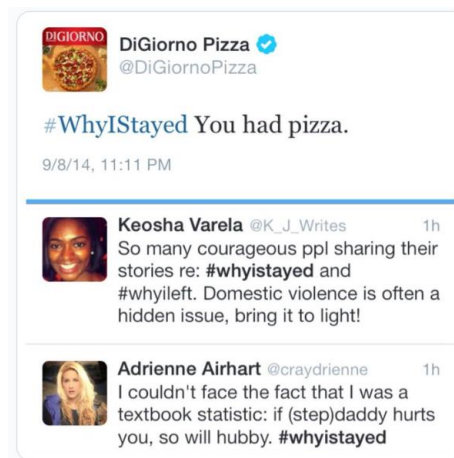 DIGIORNO
DiGiorno Pizza
@DiGiornoPizza
#WhyIStayed You had pizza.
9/8/14, 11:11 PM
Keosha Varela @K_J_Writes 1h
So many courageous ppl sharing their
stories re: #whyistayed and
#whyileft. Domestic violence is often a
hidden issue, bring it to light!
Adrienne Airhart @craydrienne 1h
I couldn't face the fact that I was a
textbook statistic: if (step)daddy hurts
you, so will hubby. #whyistayed